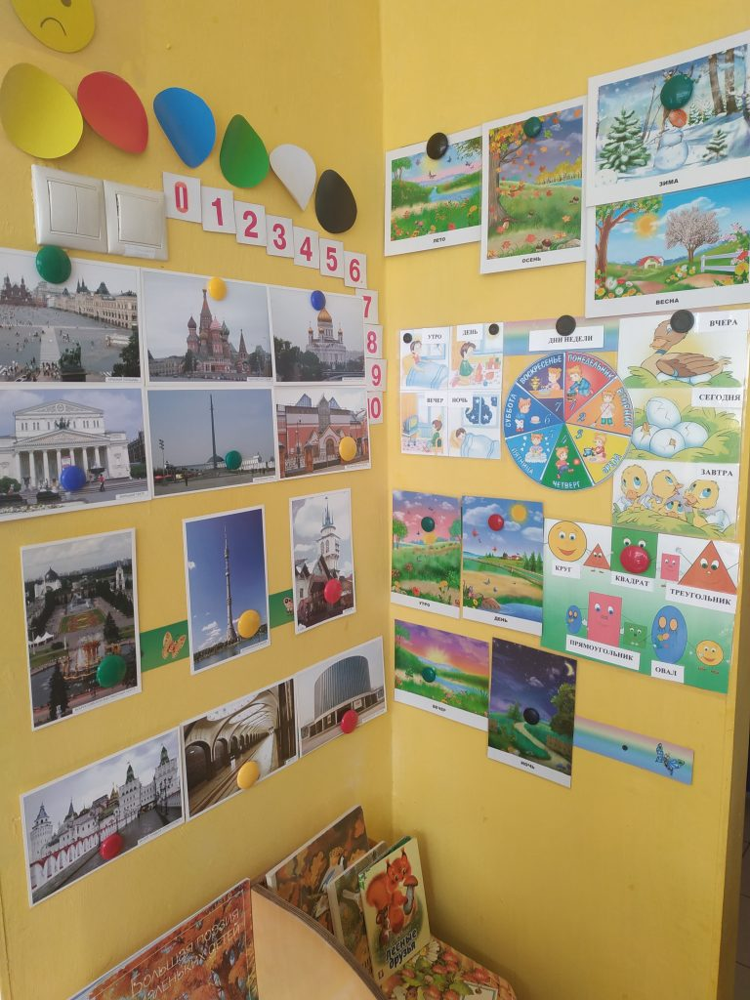 0
1
2
3
4
5
6
7
8
9
10
ЛЕТО
ОСЕНЬ
ЗИМА
ВЕСНА
УТРО
ДЕНЬ
ВЕЧЕР
НОЧЬ
ДНИ НЕДЕЛИ
ПОНЕДЕЛЬНИК
ВТОРНИК
СРЕДА
ЧЕТВЕРГ
ПЯТНИЦА
СУББОТА
ВОСКРЕСЕНЬЕ
ВЧЕРА
СЕГОДНЯ
ЗАВТРА
УТРО
ДЕНЬ
ВЕЧЕР
НОЧЬ
КРУГ
КВАДРАТ
ТРЕУГОЛЬНИК
ПРЯМОУГОЛЬНИК
ОВАЛ
лесные
друзья
Большая поэзия